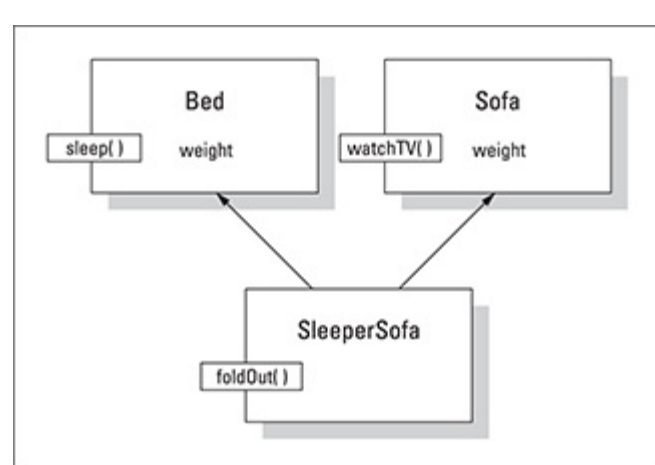 Bed
Sofa
sleep( )
weight
watchTV( )
weight
SleeperSofa
foldOut( )